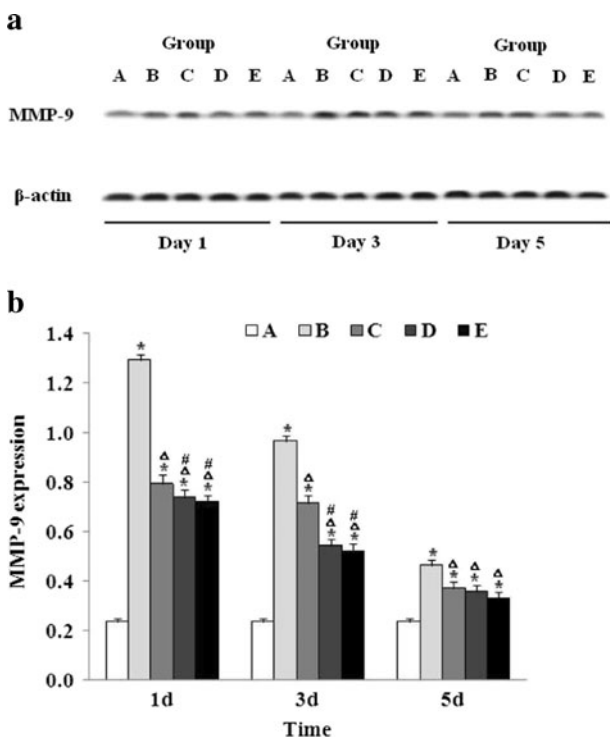 a
Group Group Group
A B C D E A B C D E A B C D E
MMP-9
β-actin
Day 1 Day 3 Day 5
b
A B C D E
1.4
1.2
1.0
0.8
0.6
0.4
0.2
0.0
MMP-9 expression
* Δ * # Δ * # Δ *
* Δ * # Δ * # Δ *
* Δ * Δ * Δ *
1d 3d 5d
Time